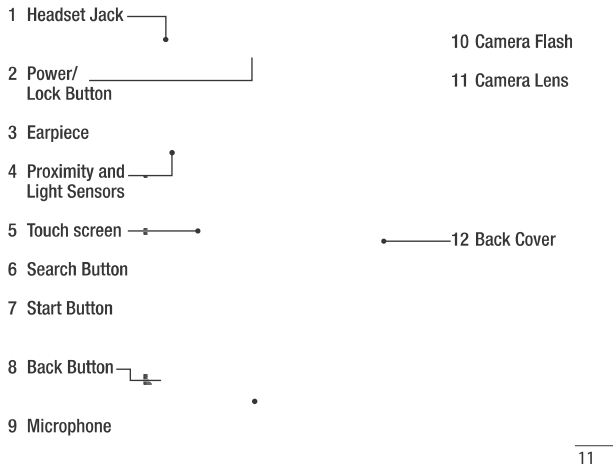 1 Headset Jack
2 Power/
Lock Button
3 Earpiece
4 Proximity and
Light Sensors
5 Touch screen
6 Search Button
7 Start Button
8 Back Button
9 Microphone
10 Camera Flash
11 Camera Lens
12 Back Cover
11